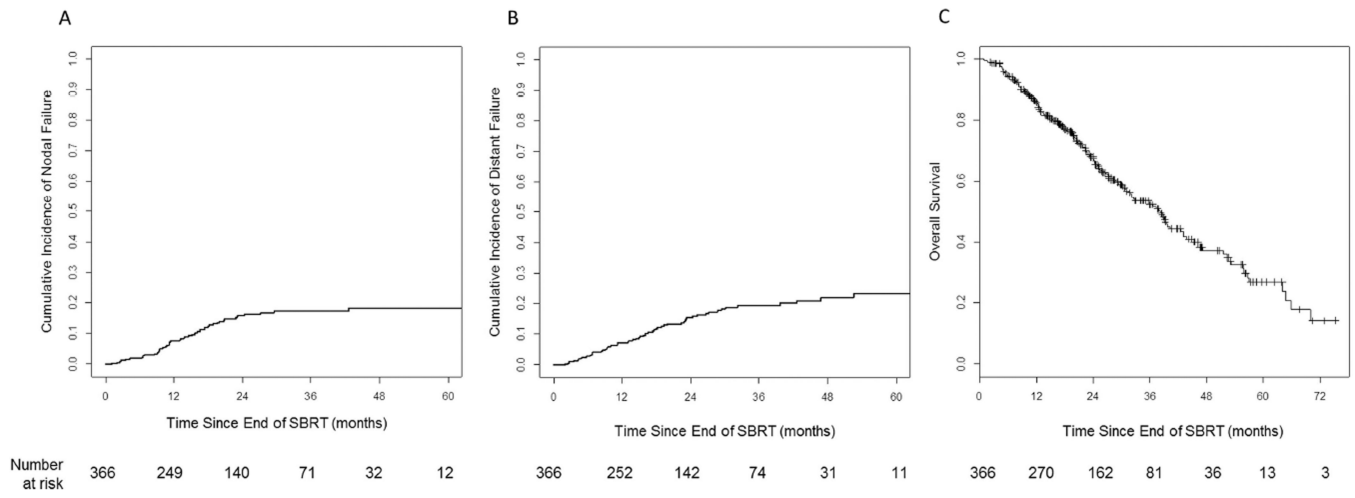 A
Cumulative Incidence of Nodal Failure
1.0
0.9
0.8
0.7
0.6
0.5
0.4
0.3
0.2
0.1
0.0
0 12 24 36 48 60
Time Since End of SBRT (months)
Number at risk
366 249 140 71 32 12
B
Cumulative Incidence of Distant Failure
1.0
0.9
0.8
0.7
0.6
0.5
0.4
0.3
0.2
0.1
0.0
0 12 24 36 48 60
Time Since End of SBRT (months)
366 252 142 74 31 11
C
Overall Survival
1.0
0.8
0.6
0.4
0.2
0.0
0 12 24 36 48 60 72
Time Since End of SBRT (months)
366 270 162 81 36 13 3